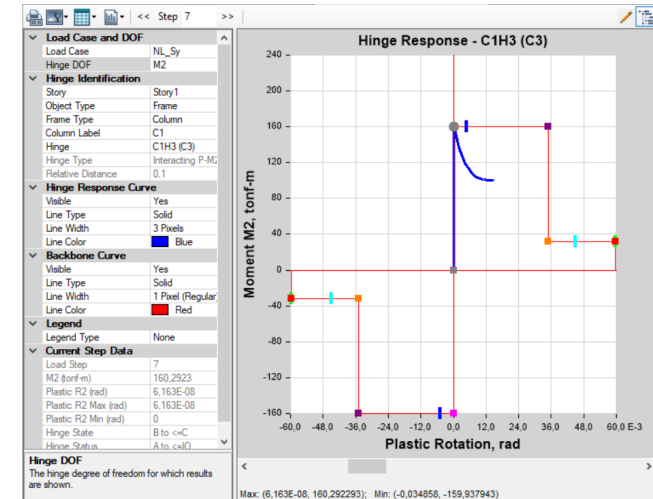 << Step 7 >>
Load Case and DOF
Load Case NL_Sy
Hinge DOF M2
Hinge Identification
Story Story1
Object Type Frame
Frame Type Column
Column Label C1
Hinge C1H3 (C3)
Hinge Type Interacting P-M2
Relative Distance 0,1
Hinge Response Curve
Visible Yes
Line Type Solid
Line Width 3 Pixels
Line Color Blue
Backbone Curve
Visible Yes
Line Type Solid
Line Width 1 Pixel (Regular
Line Color Red
Legend
Legend Type None
Current Step Data
Load Step 7
M2 (tonf-m) 160,2923
Plastic R2 (rad) 6,163E-08
Plastic R2 Max (rad) 6,163E-08
Plastic R2 Min (rad) 0
Hinge State B to <=C
Hinge Status A to <=IO
Hinge DOF
The hinge degree of freedom for which results
are shown.
Hinge Response - C1H3 (C3)
240
200
160
120
80
40
0
-40
-80
-120
-160
Moment M2, tonf-m
-60,0 -48,0 -36,0 -24,0 -12,0 0,0 12,0 24,0 36,0 48,0 60,0 E-3
Plastic Rotation, rad
Max: (6,163E-08, 160,292293); Min: (-0,034858, -159,937943)